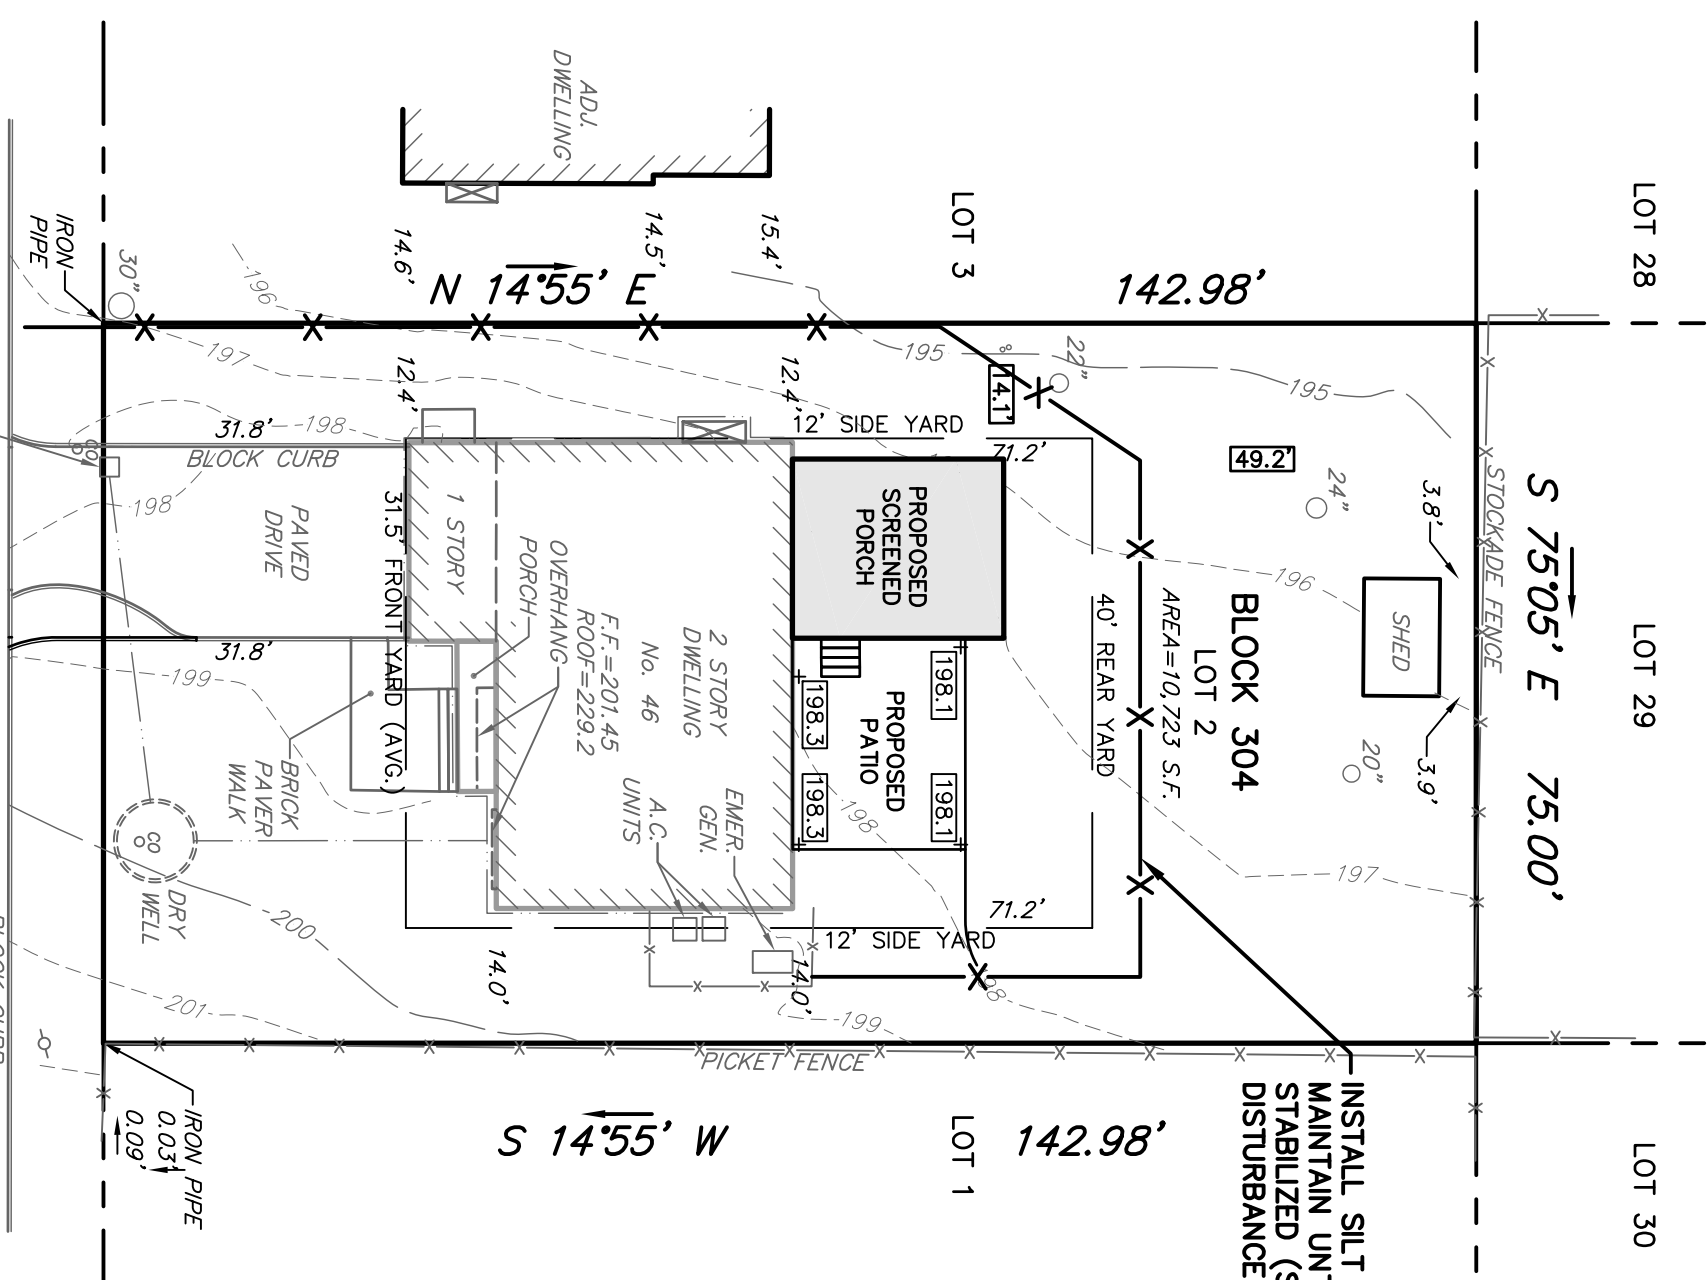 LOT 28
LOT 29
LOT 30
LOT 3
LOT 1
ADJ.
DWELLING
14.6'
14.5'
15.4'
N 14°55' E
142.98'
IRON
PIPE
30"
196
197
195
195
22"
12.4'
12.4'
14.1'
12' SIDE YARD
71.2'
49.2'
24"
3.8'
STOCKADE FENCE
S 75°05' E 75.00'
31.8'
198
BLOCK CURB
198
PAVED
DRIVE
31.5' FRONT YARD (AVG.)
1 STORY
OVERHANG
PORCH
PROPOSED
SCREENED
PORCH
196
SHED
BLOCK 304
LOT 2
AREA=10,723 S.F.
40' REAR YARD
31.8'
199
F.F.=201.45
ROOF=229.2
No. 46
2 STORY
DWELLING
198.1
198.3
PROPOSED
PATIO
198.3
198.1
3.9'
20"
BRICK
PAVER
WALK
A.C.
UNITS
EMER.
GEN.
198
197
CO
DRY
WELL
200
71.2'
12' SIDE YARD
14.0'
14.0'
98
201
199
PICKET FENCE
BLOCK CURB
IRON PIPE
0.03'
0.09'
S 14°55' W
142.98'
INSTALL SILT
MAINTAIN UNT
STABILIZED (S
DISTURBANCE